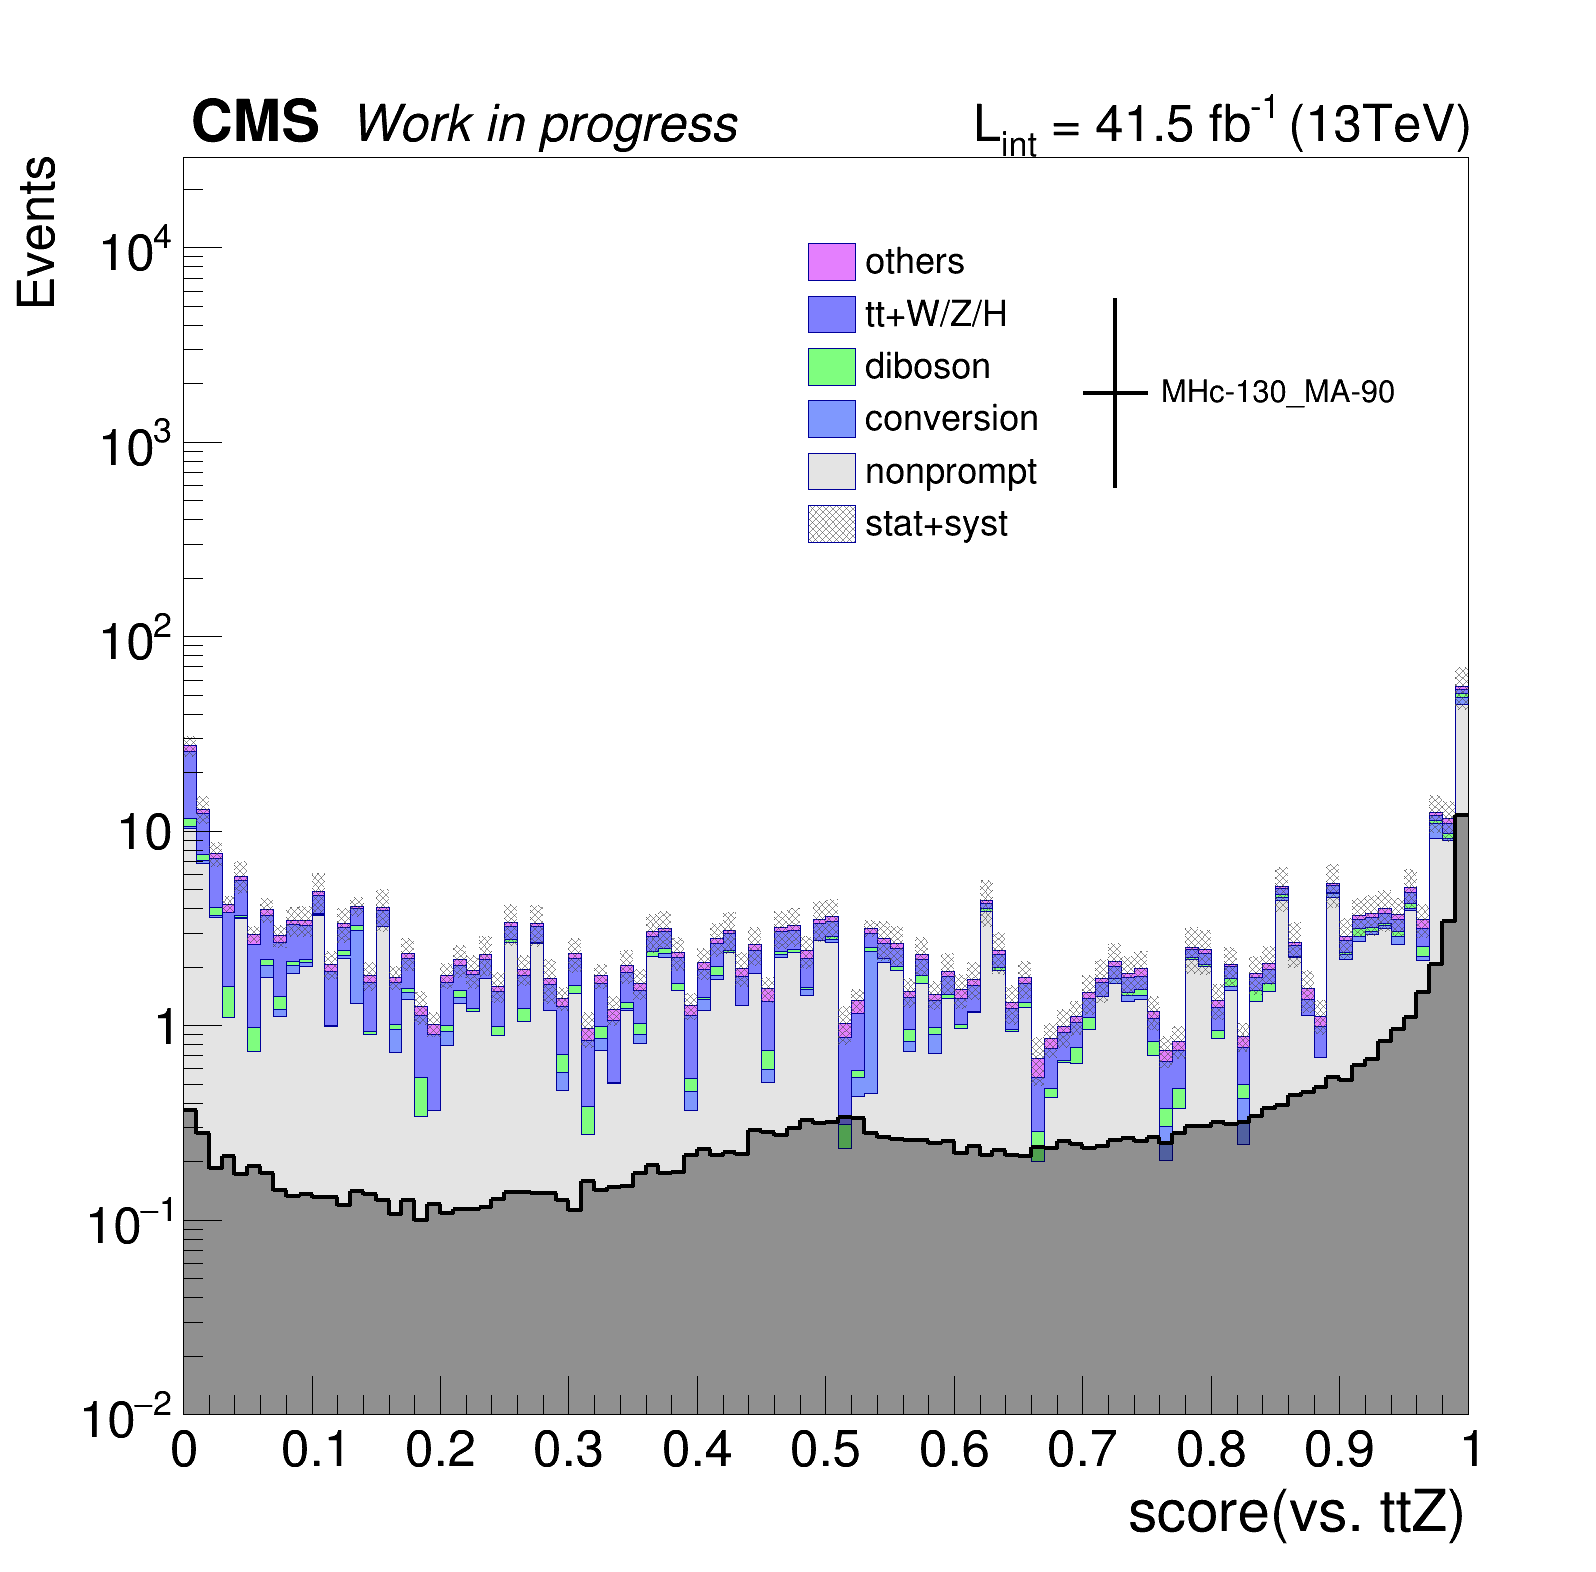 CMS Work in progress
L_int = 41.5 fb^-1 (13TeV)
Events
10^4
10^3
10^2
10
1
10^−1
10^−2
others
tt+W/Z/H
diboson
conversion
nonprompt
stat+syst
MHc-130_MA-90
0 0.1 0.2 0.3 0.4 0.5 0.6 0.7 0.8 0.9 1
score(vs. ttZ)